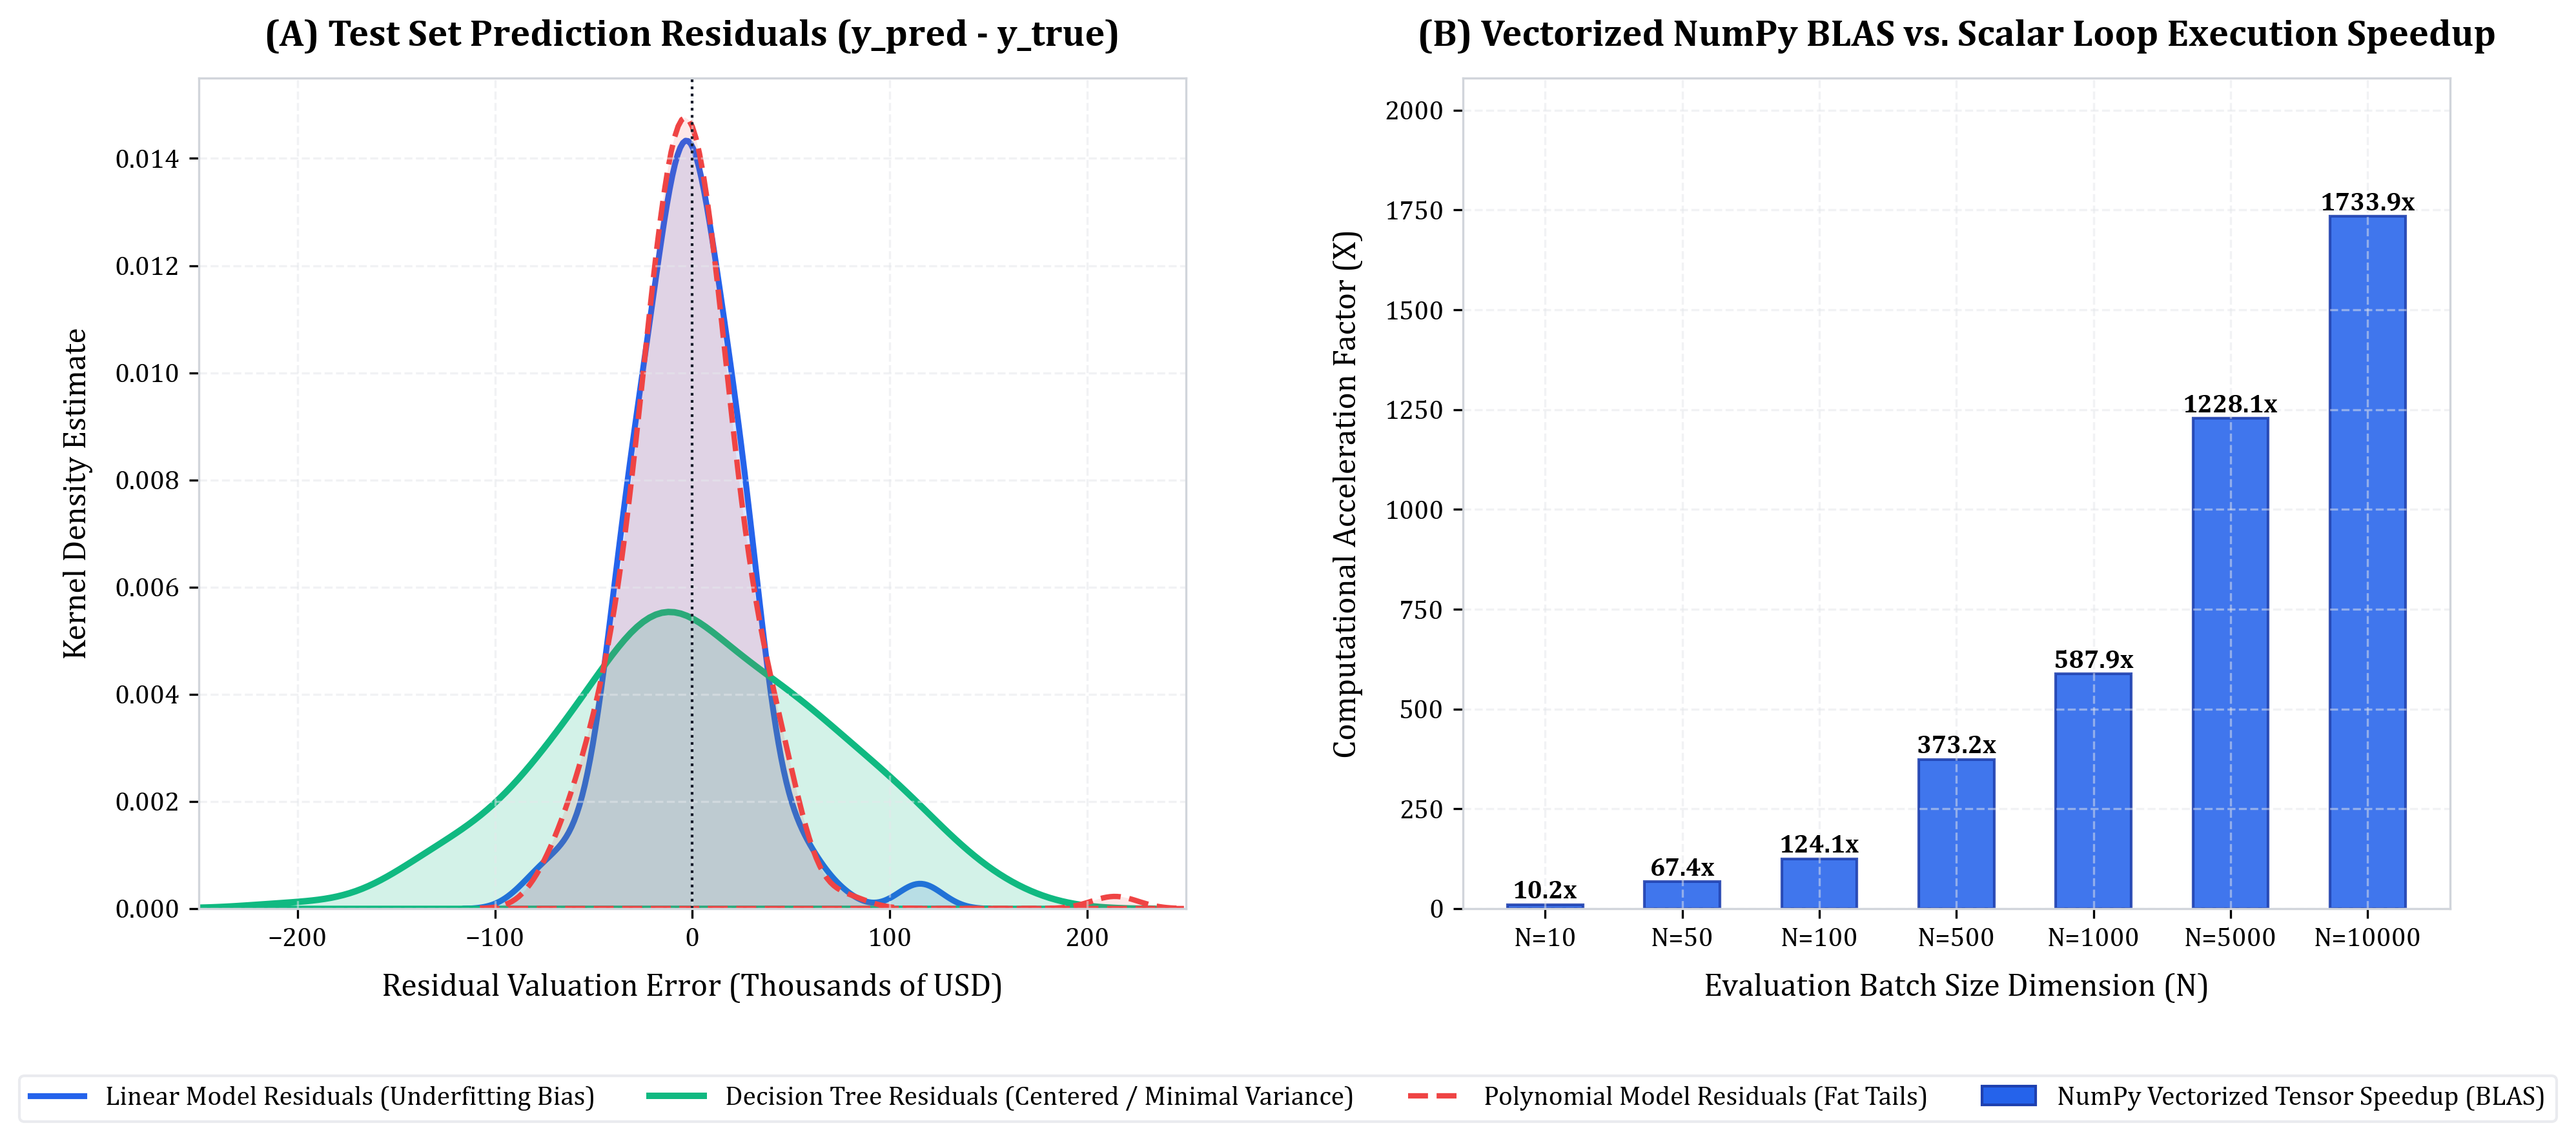 (A) Test Set Prediction Residuals (y_pred - y_true)
Kernel Density Estimate
0.014
0.012
0.010
0.008
0.006
0.004
0.002
0.000
−200
−100
0
100
200
Residual Valuation Error (Thousands of USD)
(B) Vectorized NumPy BLAS vs. Scalar Loop Execution Speedup
Computational Acceleration Factor (X)
2000
1750
1500
1250
1000
750
500
250
0
10.2x
67.4x
124.1x
373.2x
587.9x
1228.1x
1733.9x
N=10
N=50
N=100
N=500
N=1000
N=5000
N=10000
Evaluation Batch Size Dimension (N)
Linear Model Residuals (Underfitting Bias)
Decision Tree Residuals (Centered / Minimal Variance)
Polynomial Model Residuals (Fat Tails)
NumPy Vectorized Tensor Speedup (BLAS)